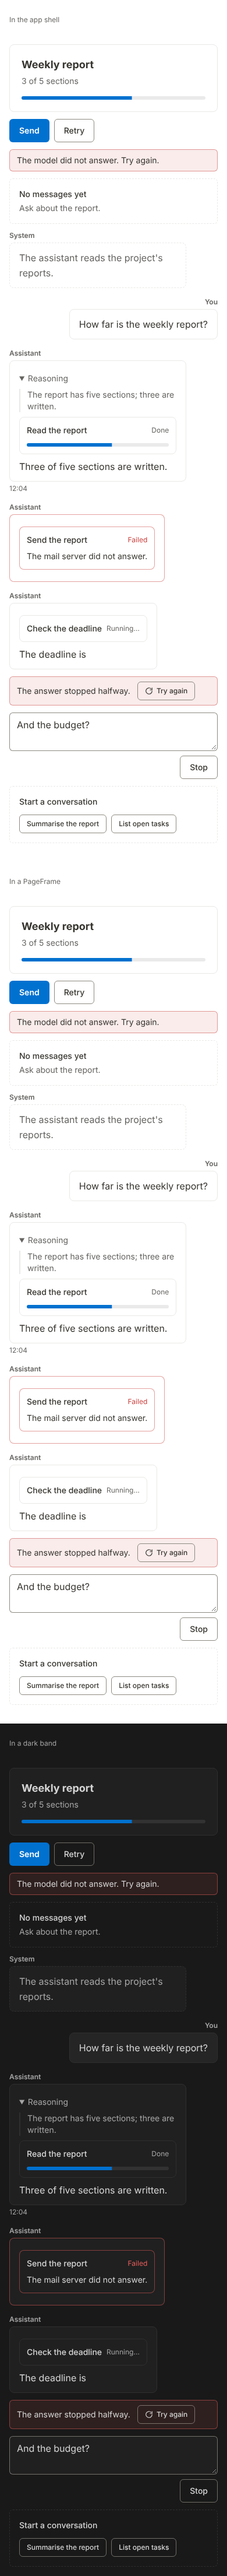 In the app shell
Weekly report
3 of 5 sections
Send
Retry
The model did not answer. Try again.
No messages yet
Ask about the report.
System
The assistant reads the project's
reports.
You
How far is the weekly report?
Assistant
▼ Reasoning
The report has five sections; three are
written.
Read the report
Done
Three of five sections are written.
12:04
Assistant
Send the report
Failed
The mail server did not answer.
Assistant
Check the deadline
Running...
The deadline is
The answer stopped halfway.
Try again
And the budget?
Stop
Start a conversation
Summarise the report
List open tasks
In a PageFrame
Weekly report
3 of 5 sections
Send
Retry
The model did not answer. Try again.
No messages yet
Ask about the report.
System
The assistant reads the project's
reports.
You
How far is the weekly report?
Assistant
▼ Reasoning
The report has five sections; three are
written.
Read the report
Done
Three of five sections are written.
12:04
Assistant
Send the report
Failed
The mail server did not answer.
Assistant
Check the deadline
Running...
The deadline is
The answer stopped halfway.
Try again
And the budget?
Stop
Start a conversation
Summarise the report
List open tasks
In a dark band
Weekly report
3 of 5 sections
Send
Retry
The model did not answer. Try again.
No messages yet
Ask about the report.
System
The assistant reads the project's
reports.
You
How far is the weekly report?
Assistant
▼ Reasoning
The report has five sections; three are
written.
Read the report
Done
Three of five sections are written.
12:04
Assistant
Send the report
Failed
The mail server did not answer.
Assistant
Check the deadline
Running...
The deadline is
The answer stopped halfway.
Try again
And the budget?
Stop
Start a conversation
Summarise the report
List open tasks